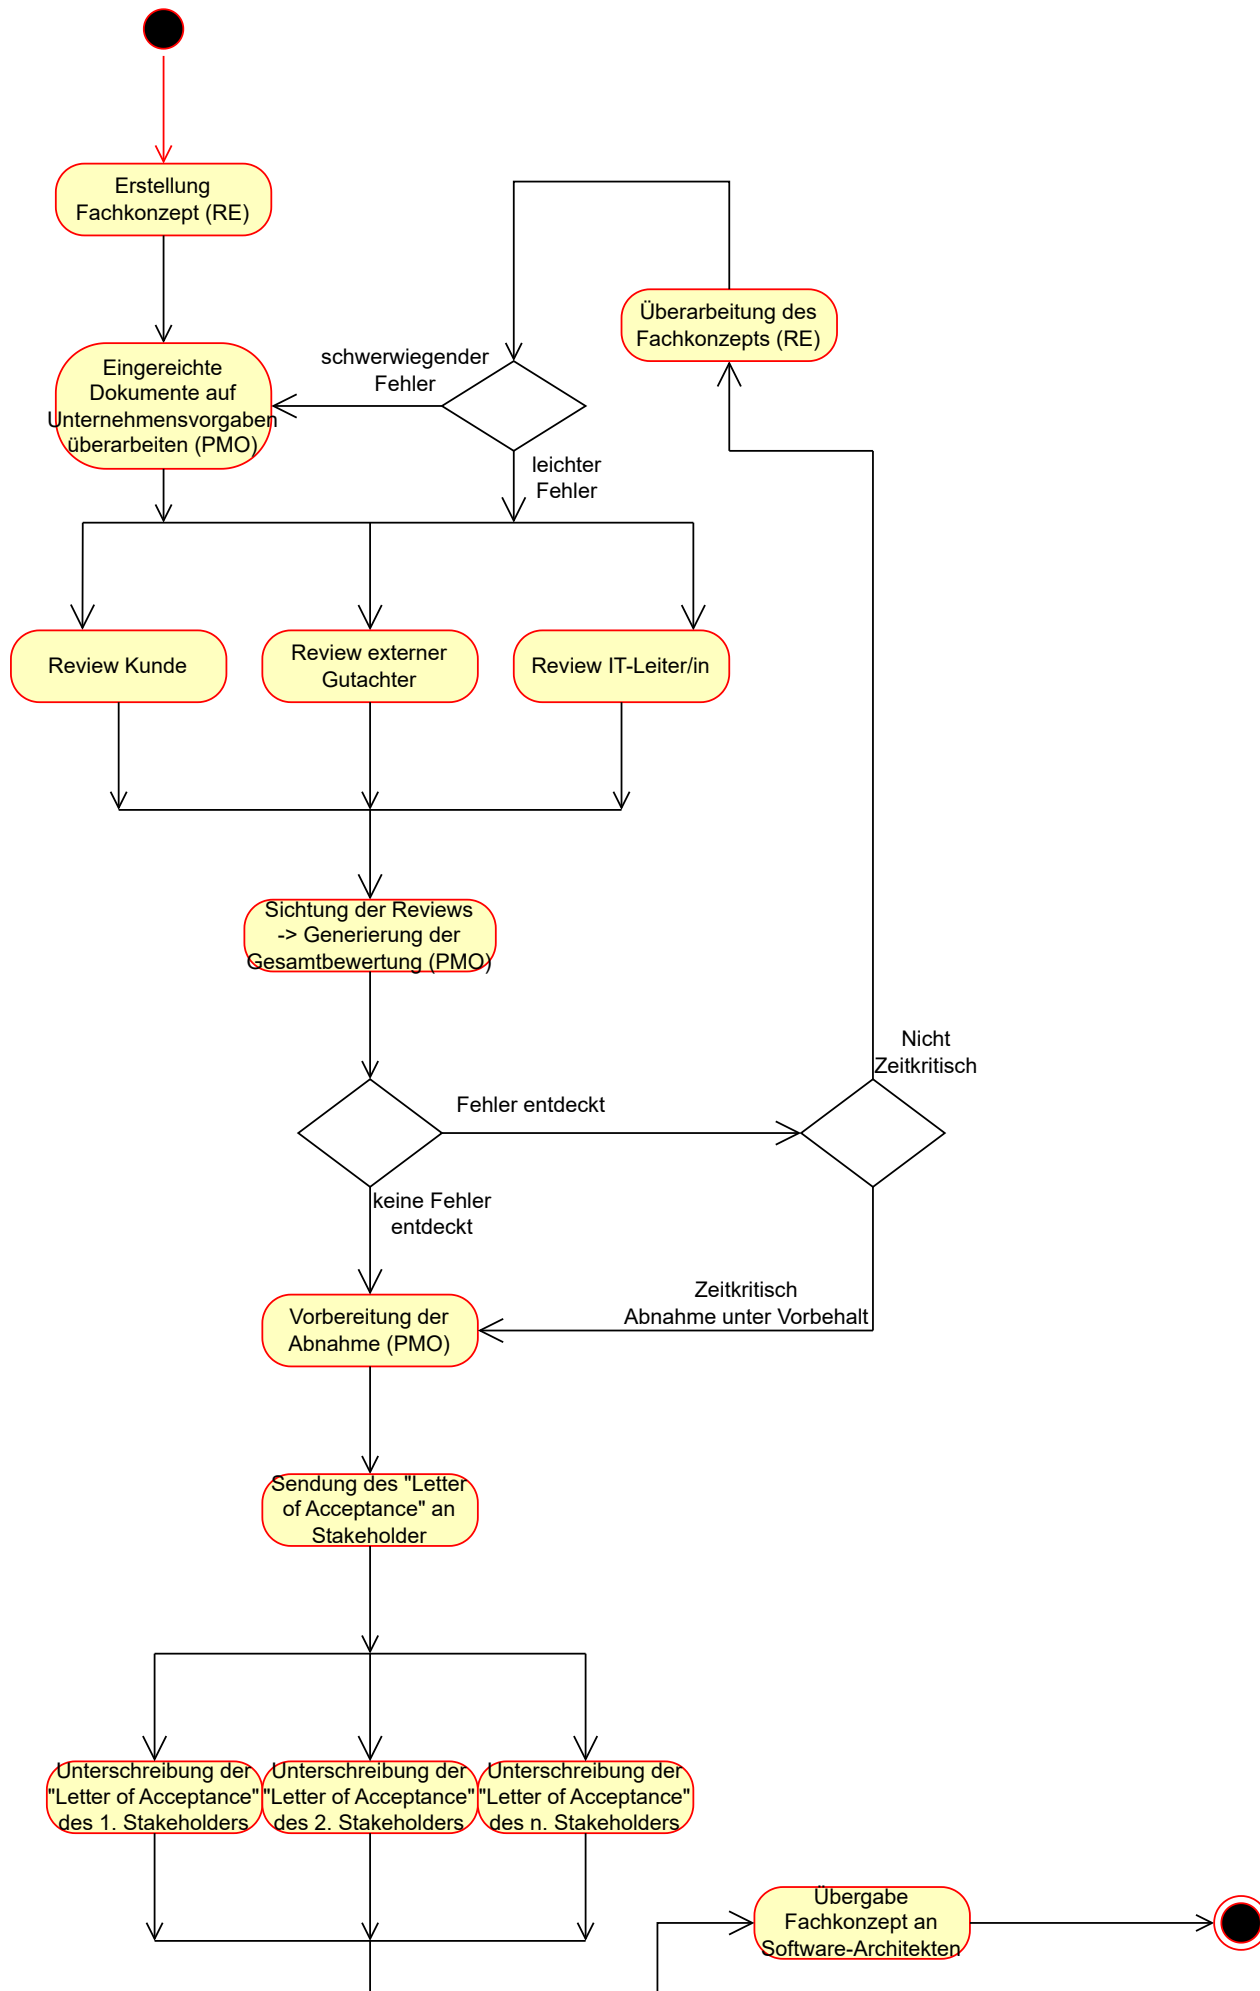 Erstellung
Fachkonzept (RE)
Überarbeitung des
Fachkonzepts (RE)
schwerwiegender
Fehler
Eingereichte
Dokumente auf
Unternehmensvorgaben
überarbeiten (PMO)
leichter
Fehler
Review Kunde
Review externer
Gutachter
Review IT-Leiter/in
Sichtung der Reviews
-> Generierung der
Gesamtbewertung (PMO)
Nicht
Zeitkritisch
Fehler entdeckt
keine Fehler
entdeckt
Zeitkritisch
Abnahme unter Vorbehalt
Vorbereitung der
Abnahme (PMO)
Sendung des "Letter
of Acceptance" an
Stakeholder
Unterschreibung der
"Letter of Acceptance"
des 1. Stakeholders
Unterschreibung der
"Letter of Acceptance"
des 2. Stakeholders
Unterschreibung der
"Letter of Acceptance"
des n. Stakeholders
Übergabe
Fachkonzept an
Software-Architekten